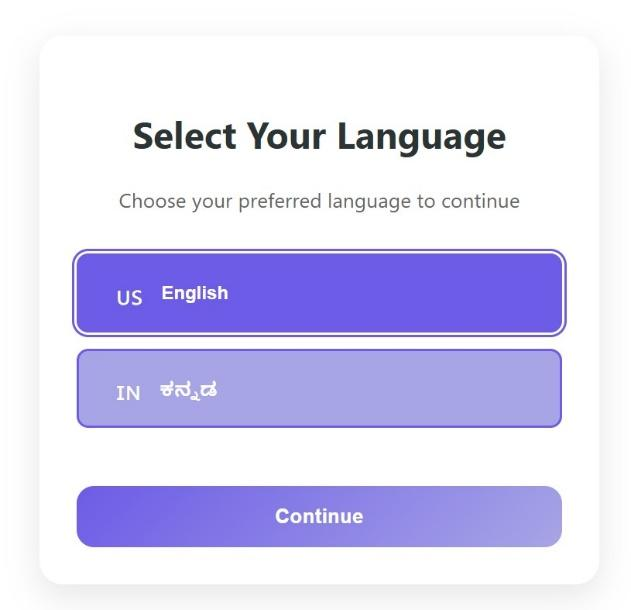 Select Your Language
Choose your preferred language to continue
US English
IN ಕನ್ನಡ
Continue